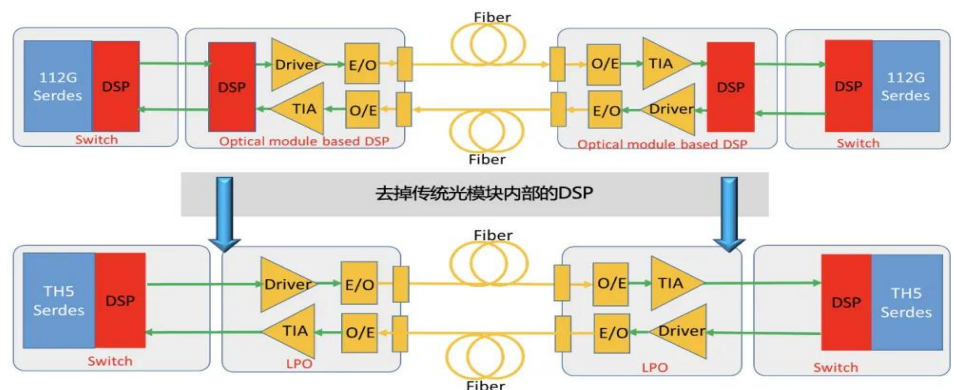 Fiber
Driver
E/O
O/E
TIA
112G
Serdes
DSP
DSP
DSP
DSP
112G
Serdes
TIA
O/E
E/O
Driver
Switch
Optical module based DSP
Fiber
Optical module based DSP
Switch
去掉传统光模块内部的DSP
Fiber
Driver
E/O
O/E
TIA
TH5
Serdes
DSP
DSP
TH5
Serdes
TIA
O/E
E/O
Driver
Switch
LPO
Fiber
LPO
Switch